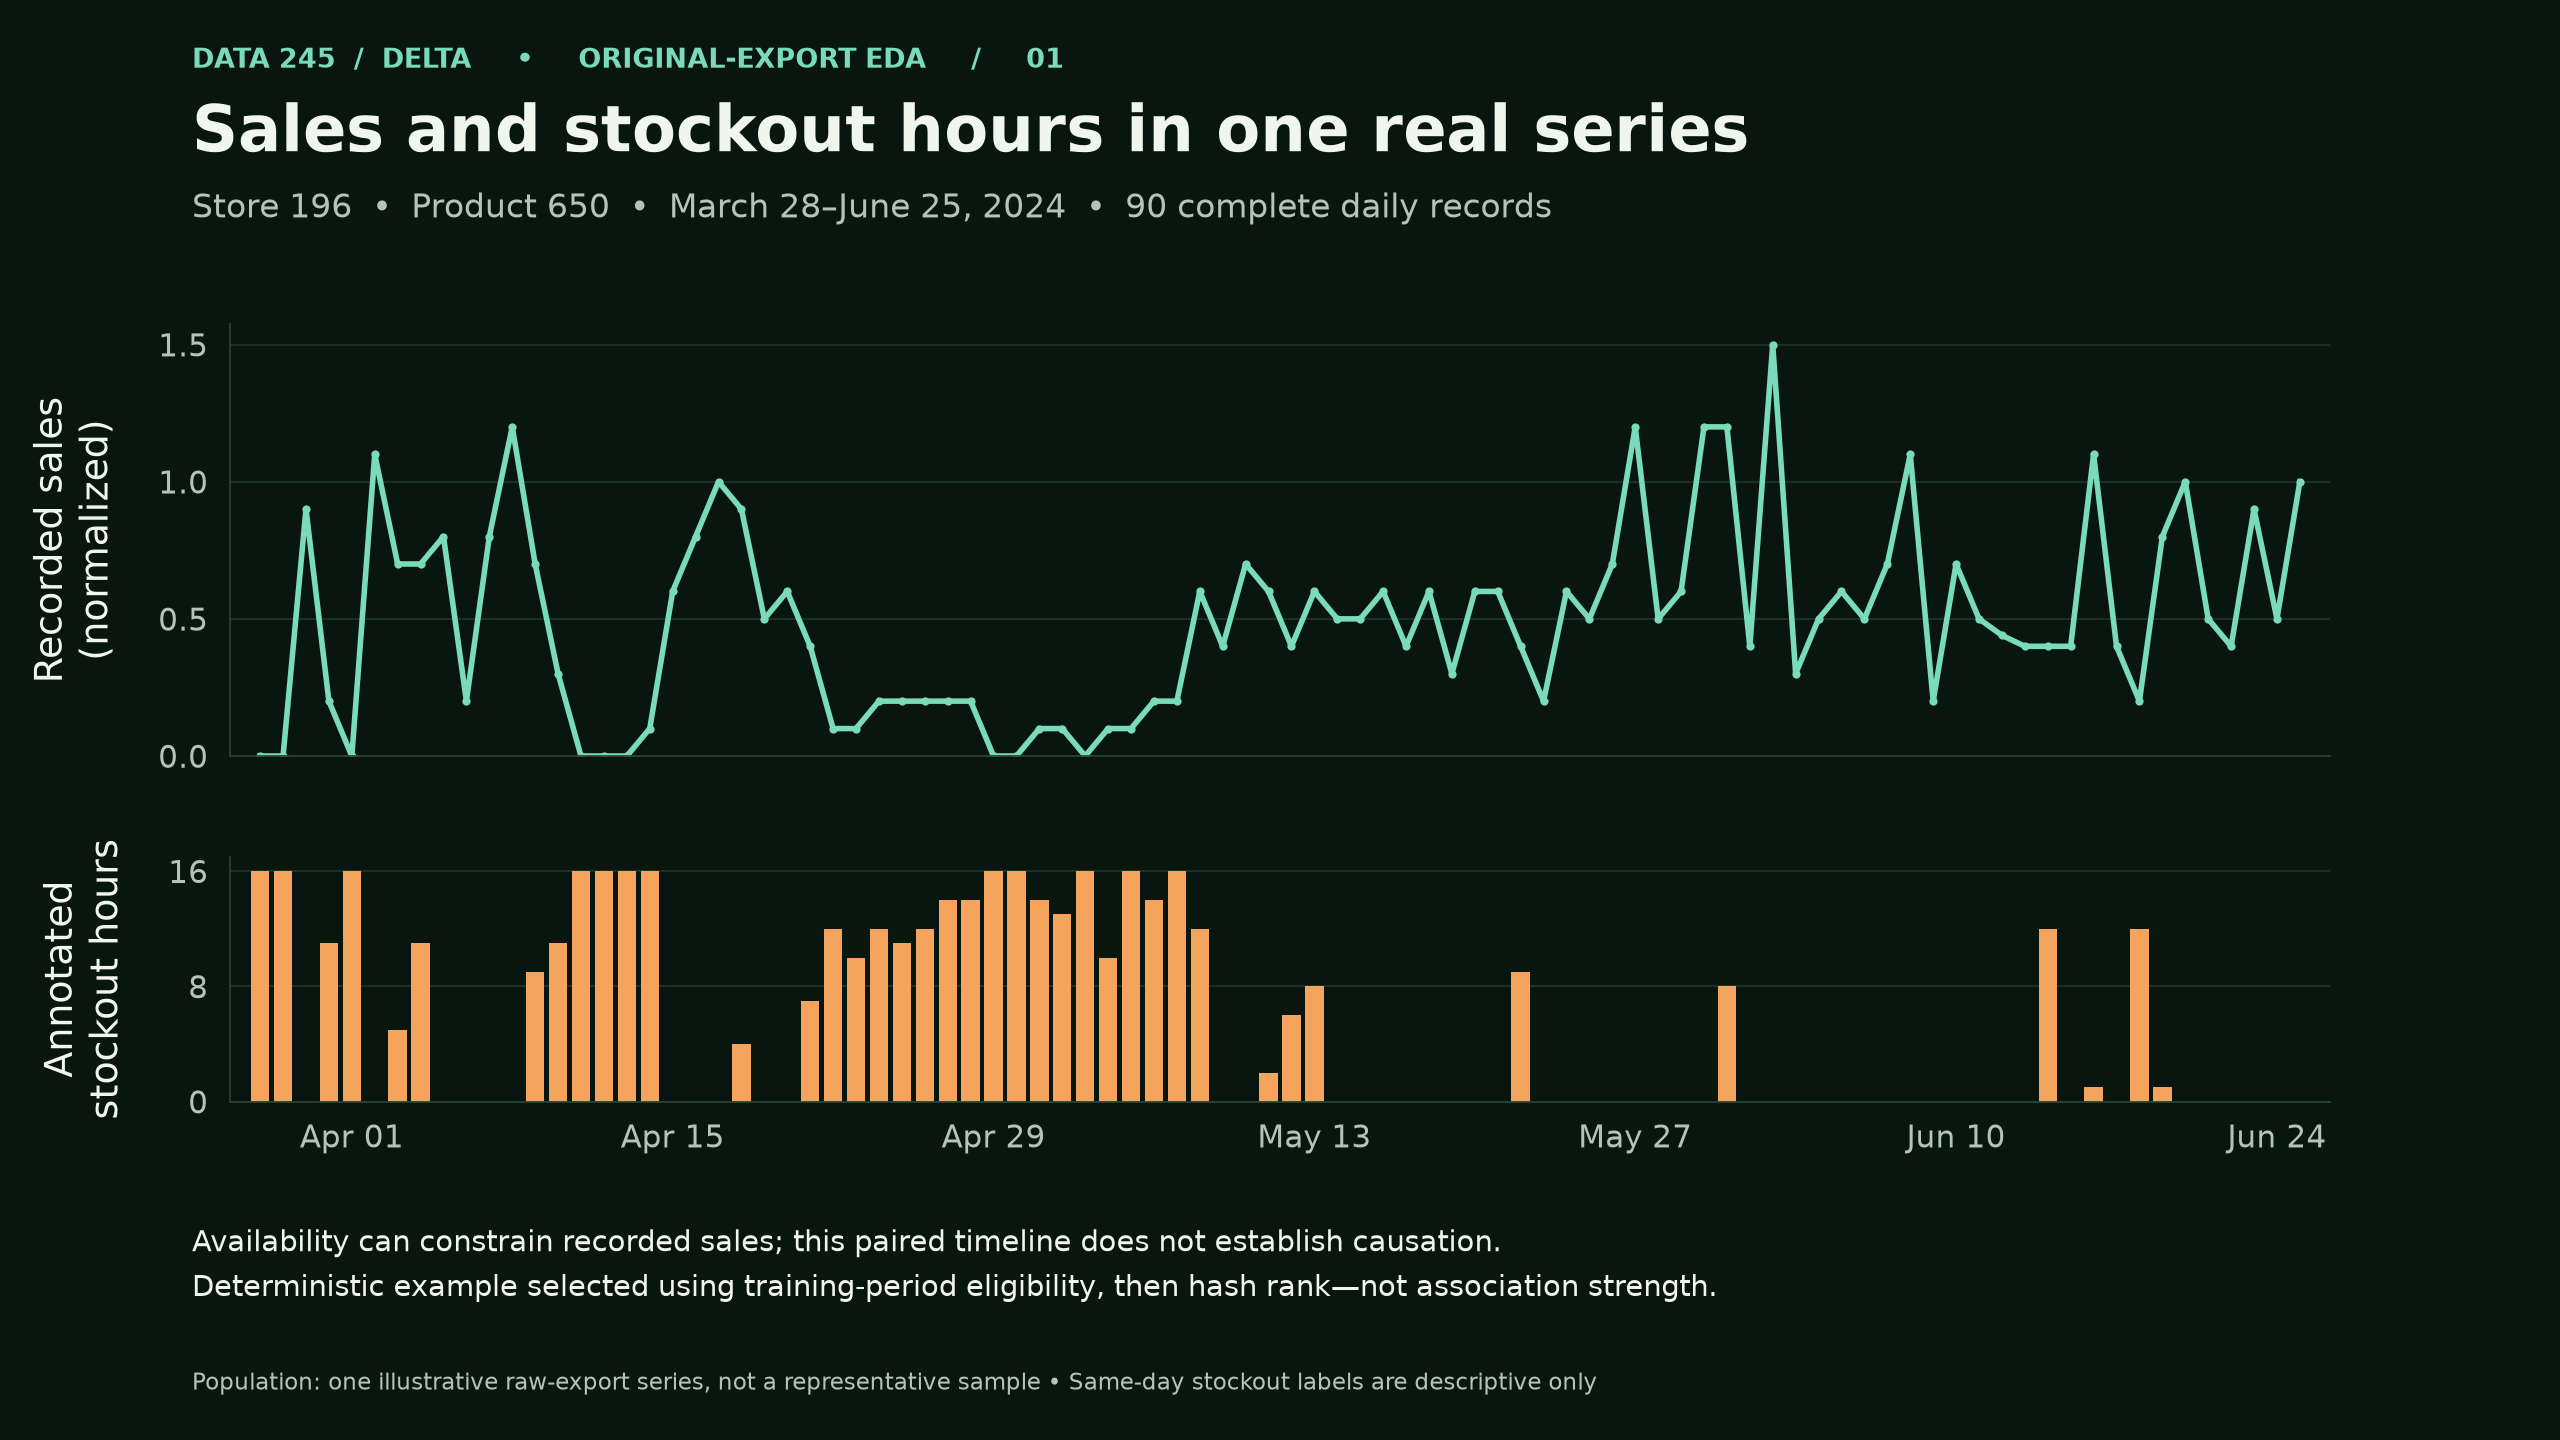 DATA 245 / DELTA • ORIGINAL-EXPORT EDA / 01
Sales and stockout hours in one real series
Store 196 • Product 650 • March 28–June 25, 2024 • 90 complete daily records
Recorded sales
(normalized)
1.5
1.0
0.5
0.0
Annotated
stockout hours
16
8
0
Apr 01 Apr 15 Apr 29 May 13 May 27 Jun 10 Jun 24
Availability can constrain recorded sales; this paired timeline does not establish causation.
Deterministic example selected using training-period eligibility, then hash rank—not association strength.
Population: one illustrative raw-export series, not a representative sample • Same-day stockout labels are descriptive only